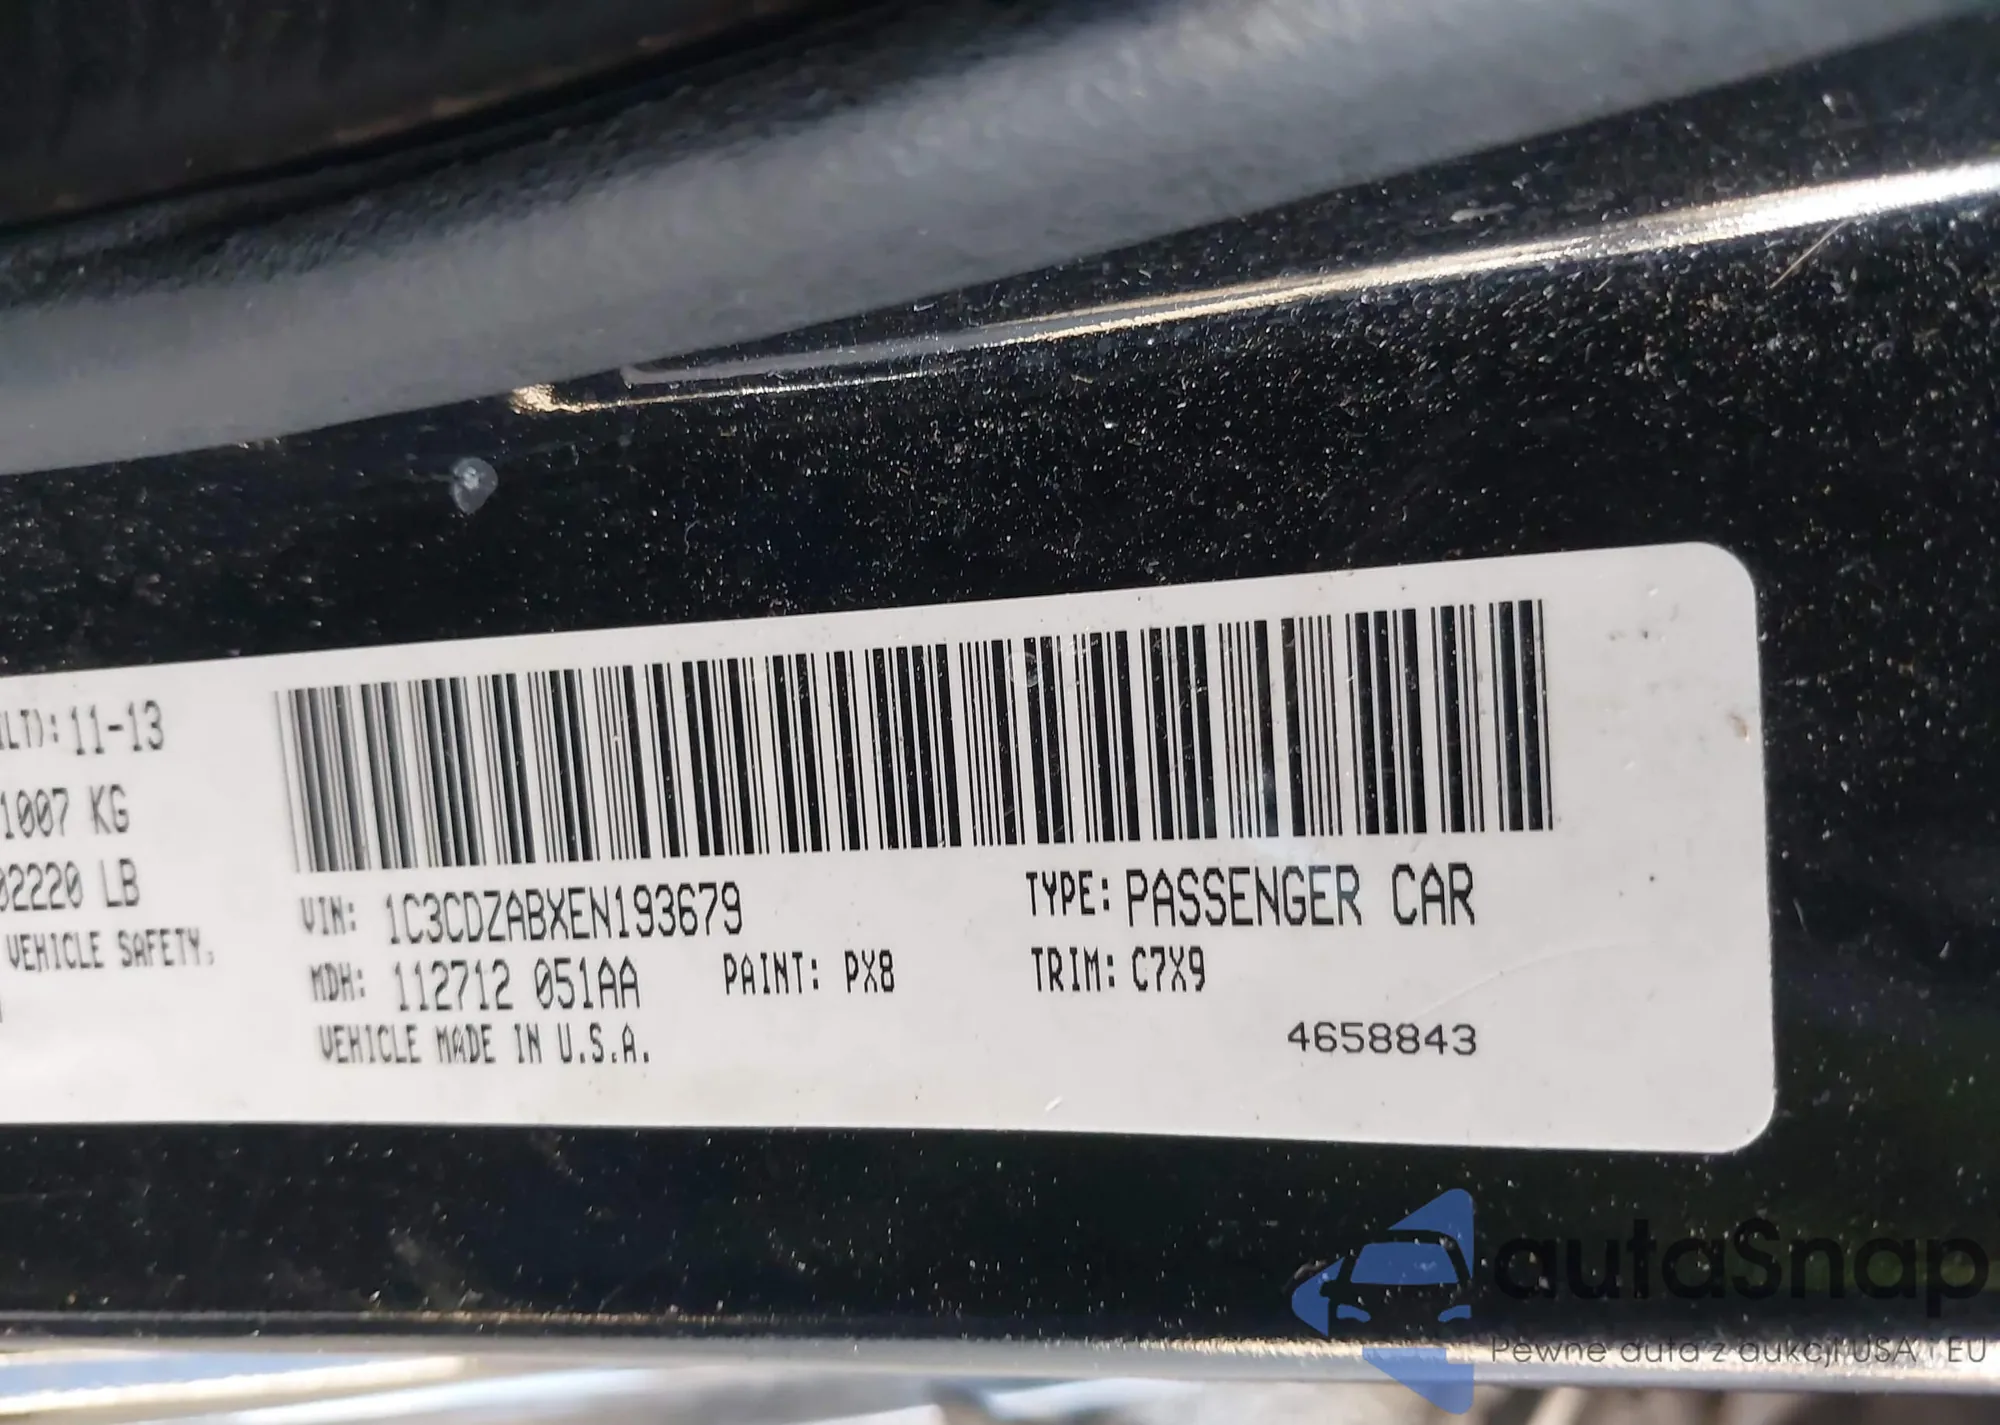 ILT): 11-13
1007 KG
02220 LB
VEHICLE SAFETY,
VIN: 1C3CDZABXEN193679
TYPE: PASSENGER CAR
MDH: 112712 051AA
PAINT: PX8
TRIM: C7X9
VEHICLE MADE IN U.S.A.
4658843
autaSnap
Pewne auta z aukcji USA i EU